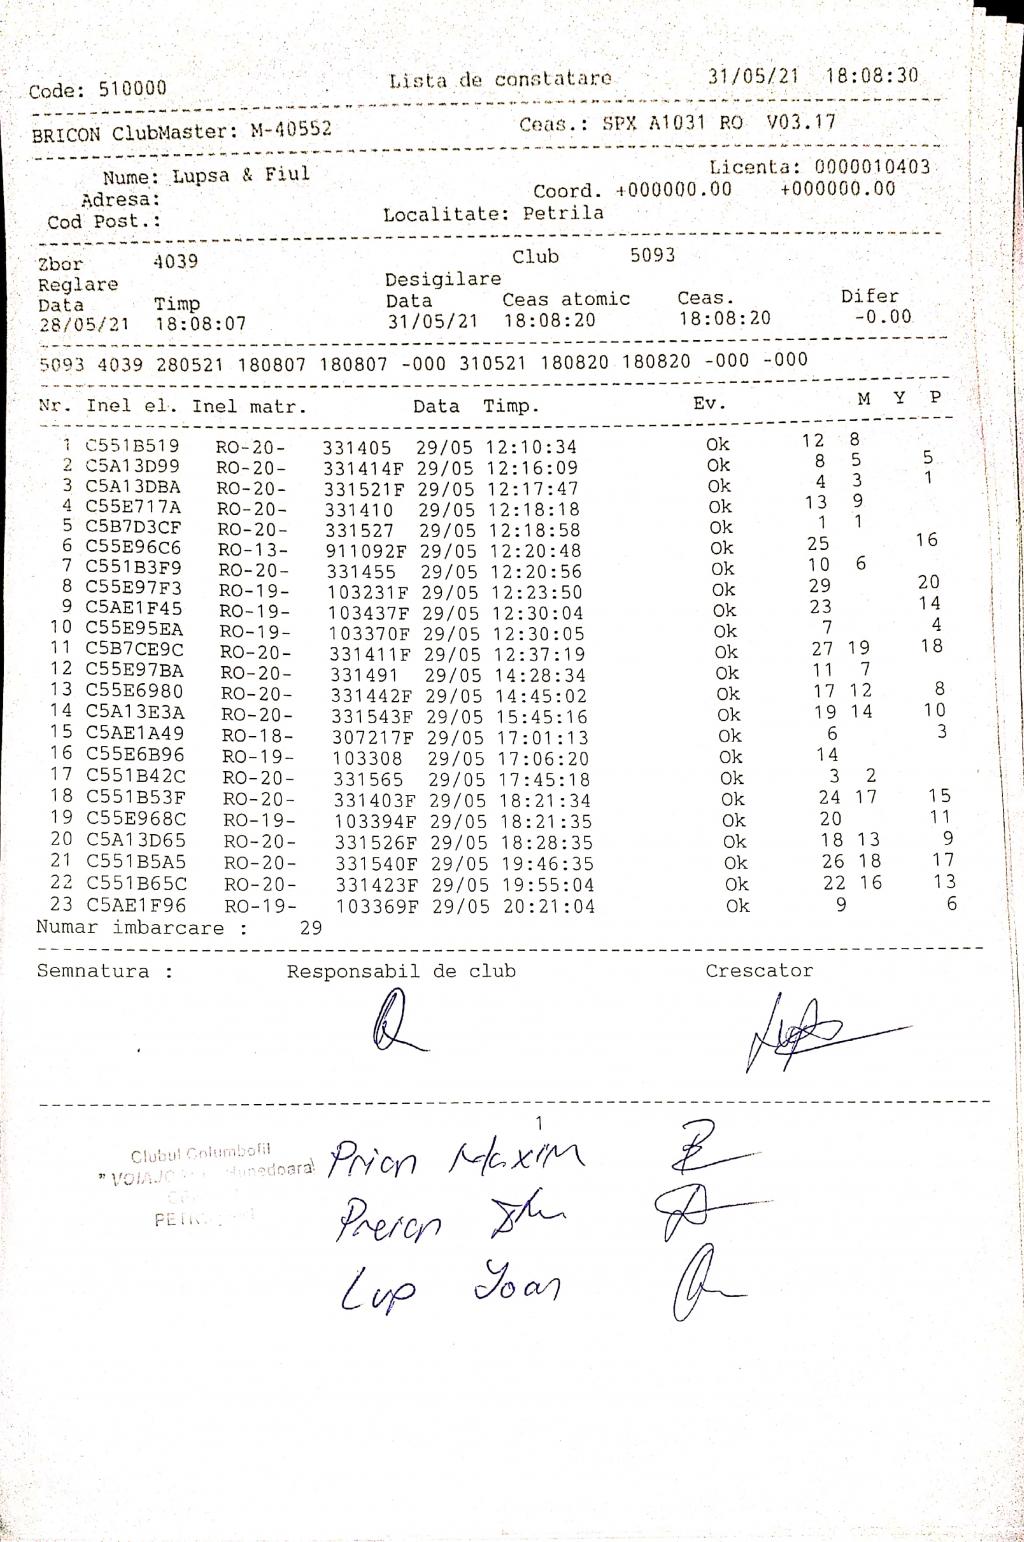 Code: 510000 Lista de constatare 31/05/21 18:08:30
BRICON ClubMaster: M-40552 Ceas.: SPX A1031 RO V03.17
Nume: Lupsa & Fiul Licenta: 0000010403
Adresa: Coord. +000000.00 +000000.00
Cod Post.: Localitate: Petrila
Zbor 4039 Club 5093
Reglare Desigilare
Data Timp Data Ceas atomic Ceas. Difer
28/05/21 18:08:07 31/05/21 18:08:20 18:08:20 -0.00
5093 4039 280521 180807 180807 -000 310521 180820 180820 -000 -000
Nr. Inel el. Inel matr. Data Timp. Ev. M Y P
1 C551B519 RO-20- 331405 29/05 12:10:34 Ok 12 8
2 C5A13D99 RO-20- 331414F 29/05 12:16:09 Ok 8 5 5
3 C5A13DBA RO-20- 331521F 29/05 12:17:47 Ok 4 3 1
4 C55E717A RO-20- 331410 29/05 12:18:18 Ok 13 9
5 C5B7D3CF RO-20- 331527 29/05 12:18:58 Ok 1 1
6 C55E96C6 RO-13- 911092F 29/05 12:20:48 Ok 25 16
7 C551B3F9 RO-20- 331455 29/05 12:20:56 Ok 10 6
8 C55E97F3 RO-19- 103231F 29/05 12:23:50 Ok 29 20
9 C5AE1F45 RO-19- 103437F 29/05 12:30:04 Ok 23 14
10 C55E95EA RO-19- 103370F 29/05 12:30:05 Ok 7 4
11 C5B7CE9C RO-20- 331411F 29/05 12:37:19 Ok 27 19 18
12 C55E97BA RO-20- 331491 29/05 14:28:34 Ok 11 7
13 C55E6980 RO-20- 331442F 29/05 14:45:02 Ok 17 12 8
14 C5A13E3A RO-20- 331543F 29/05 15:45:16 Ok 19 14 10
15 C5AE1A49 RO-18- 307217F 29/05 17:01:13 Ok 6 3
16 C55E6B96 RO-19- 103308 29/05 17:06:20 Ok 14
17 C551B42C RO-20- 331565 29/05 17:45:18 Ok 3 2
18 C551B53F RO-20- 331403F 29/05 18:21:34 Ok 24 17 15
19 C55E968C RO-19- 103394F 29/05 18:21:35 Ok 20 11
20 C5A13D65 RO-20- 331526F 29/05 18:28:35 Ok 18 13 9
21 C551B5A5 RO-20- 331540F 29/05 19:46:35 Ok 26 18 17
22 C551B65C RO-20- 331423F 29/05 19:55:04 Ok 22 16 13
23 C5AE1F96 RO-19- 103369F 29/05 20:21:04 Ok 9 6
Numar imbarcare : 29
Semnatura : Responsabil de club Crescator
1
Clubul Columbofil
Prian Maxim
Lup Ioan